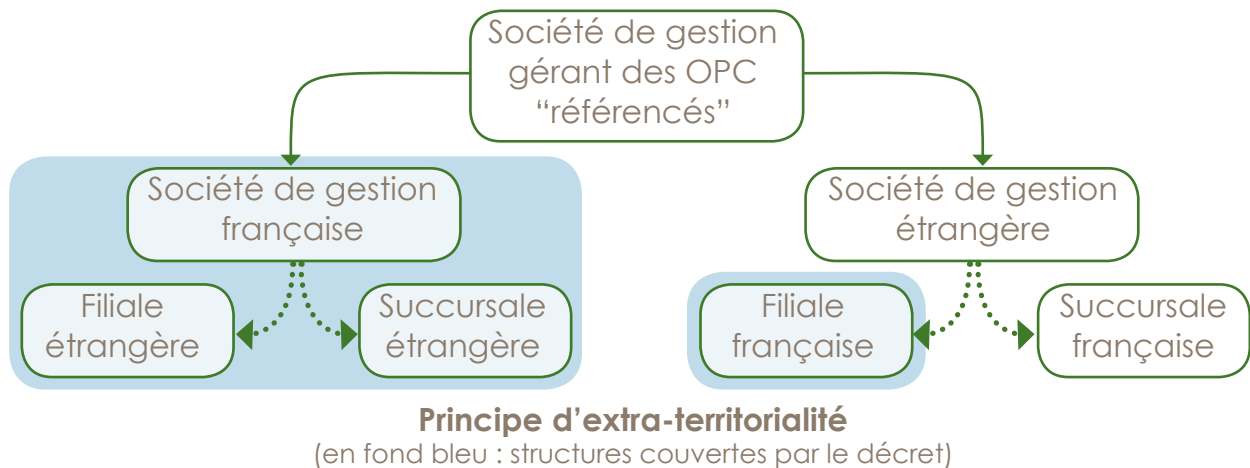 Société de gestion
gérant des OPC
“référencés”
Société de gestion
française
Société de gestion
étrangère
Filiale
étrangère
Succursale
étrangère
Filiale
française
Succursale
française
Principe d’extra-territorialité
(en fond bleu : structures couvertes par le décret)